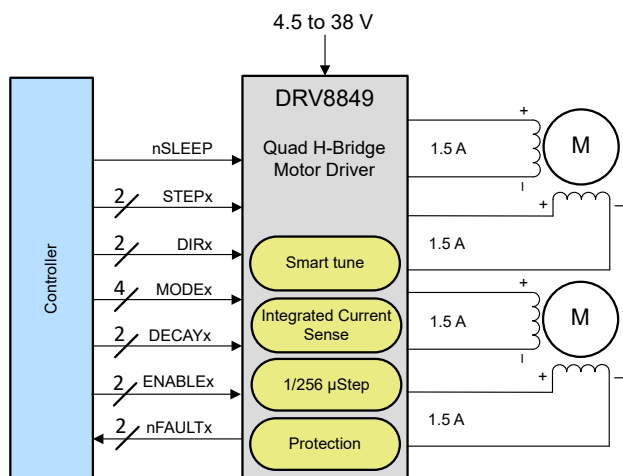 4.5 to 38 V
DRV8849
Quad H-Bridge
Motor Driver
Controller
nSLEEP
2
STEPx
2
DIRx
4
MODEx
2
DECAYx
2
ENABLEx
2
nFAULTx
Smart tune
Integrated Current
Sense
1/256 µStep
Protection
+
1.5 A
–
M
+
–
1.5 A
+
1.5 A
–
M
+
–
1.5 A